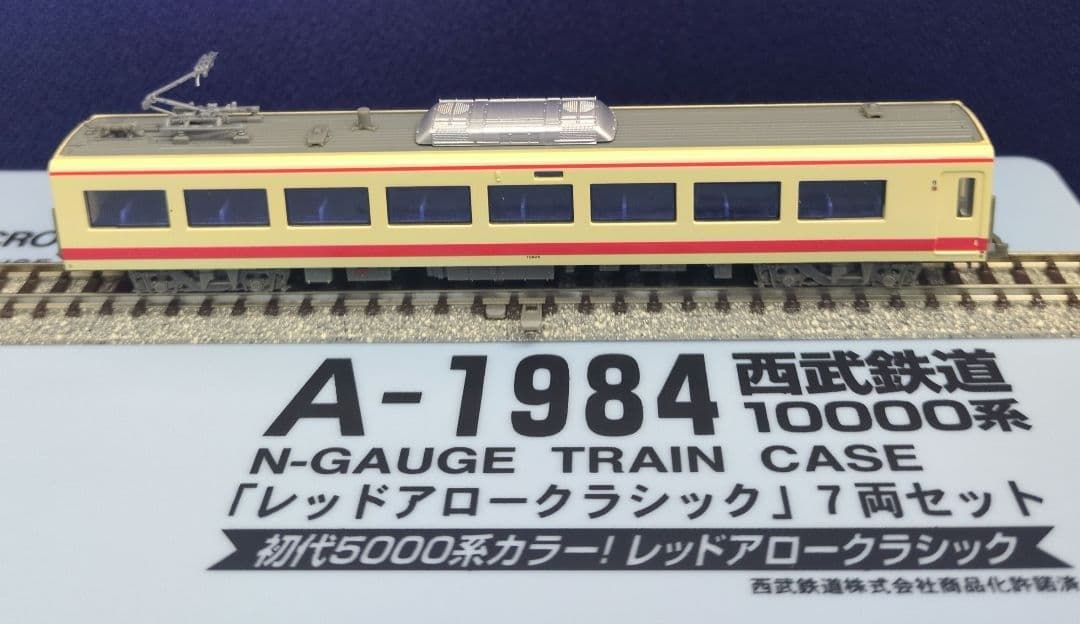 CRO
A-1984 西武鉄道
10000系
N-GAUGE TRAIN CASE
「レッドアロークラシック」7両セット
初代5000系カラー!レッドアロークラシック
西武鉄道株式会社商品化許諾済